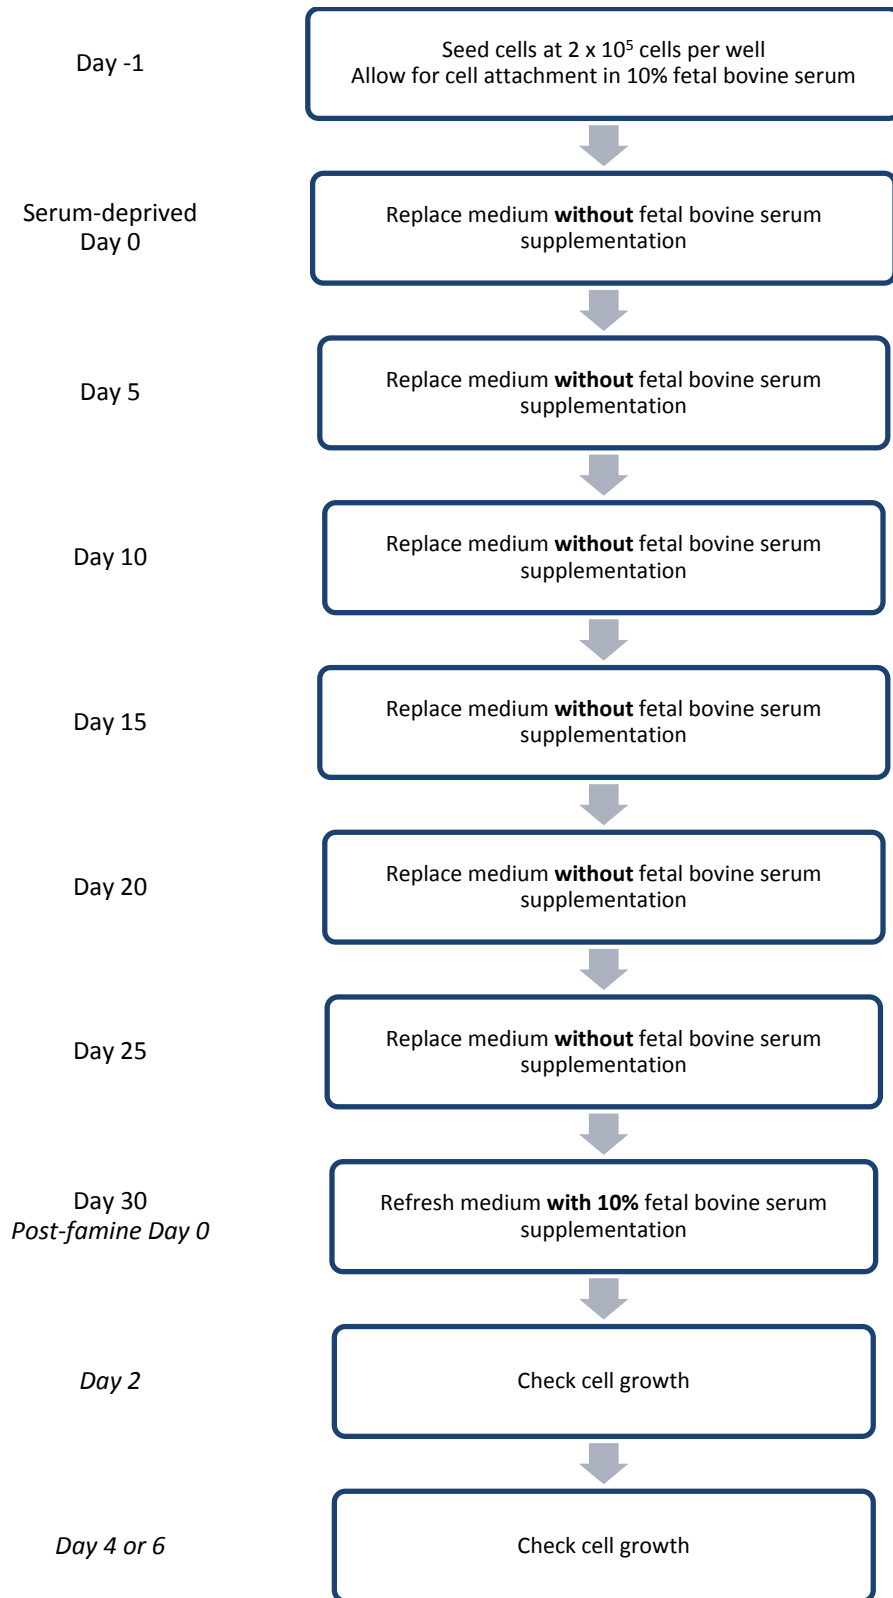 Day -1
Seed cells at 2 x 10⁵ cells per well
Allow for cell attachment in 10% fetal bovine serum
Serum-deprived
Day 0
Replace medium without fetal bovine serum
supplementation
Day 5
Replace medium without fetal bovine serum
supplementation
Day 10
Replace medium without fetal bovine serum
supplementation
Day 15
Replace medium without fetal bovine serum
supplementation
Day 20
Replace medium without fetal bovine serum
supplementation
Day 25
Replace medium without fetal bovine serum
supplementation
Day 30
Post-famine Day 0
Refresh medium with 10% fetal bovine serum
supplementation
Day 2
Check cell growth
Day 4 or 6
Check cell growth